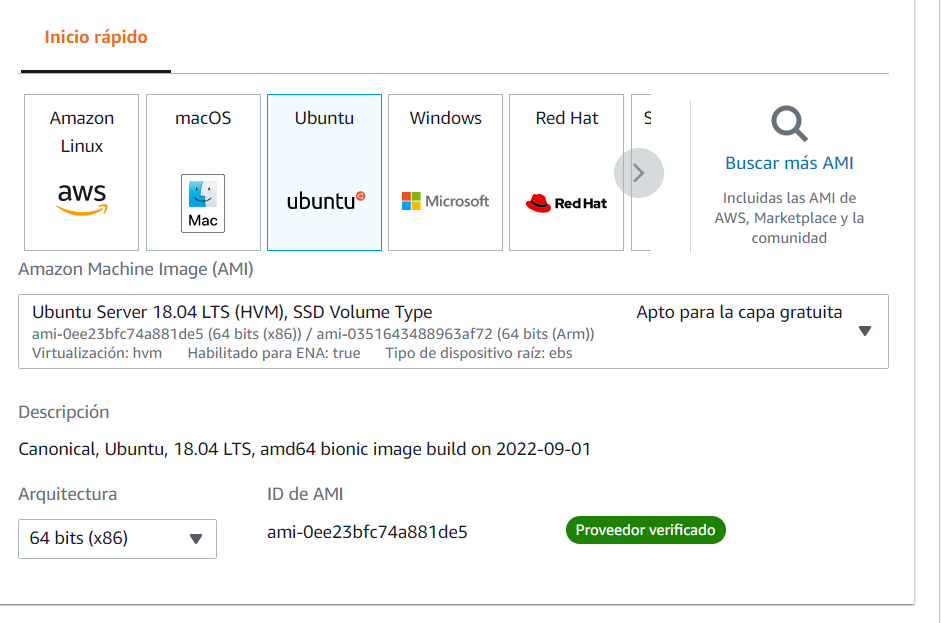 Inicio rápido
Amazon
Linux
aws
macOS
Mac
Ubuntu
ubuntu
Windows
Microsoft
Red Hat
RedHat
S
Buscar más AMI
Incluidas las AMI de
AWS, Marketplace y la
comunidad
Amazon Machine Image (AMI)
Ubuntu Server 18.04 LTS (HVM), SSD Volume Type
Apto para la capa gratuita
ami-0ee23bfc74a881de5 (64 bits (x86)) / ami-0351643488963af72 (64 bits (Arm))
Virtualización: hvm Habilitado para ENA: true Tipo de dispositivo raíz: ebs
Descripción
Canonical, Ubuntu, 18.04 LTS, amd64 bionic image build on 2022-09-01
Arquitectura
ID de AMI
64 bits (x86)
ami-0ee23bfc74a881de5
Proveedor verificado